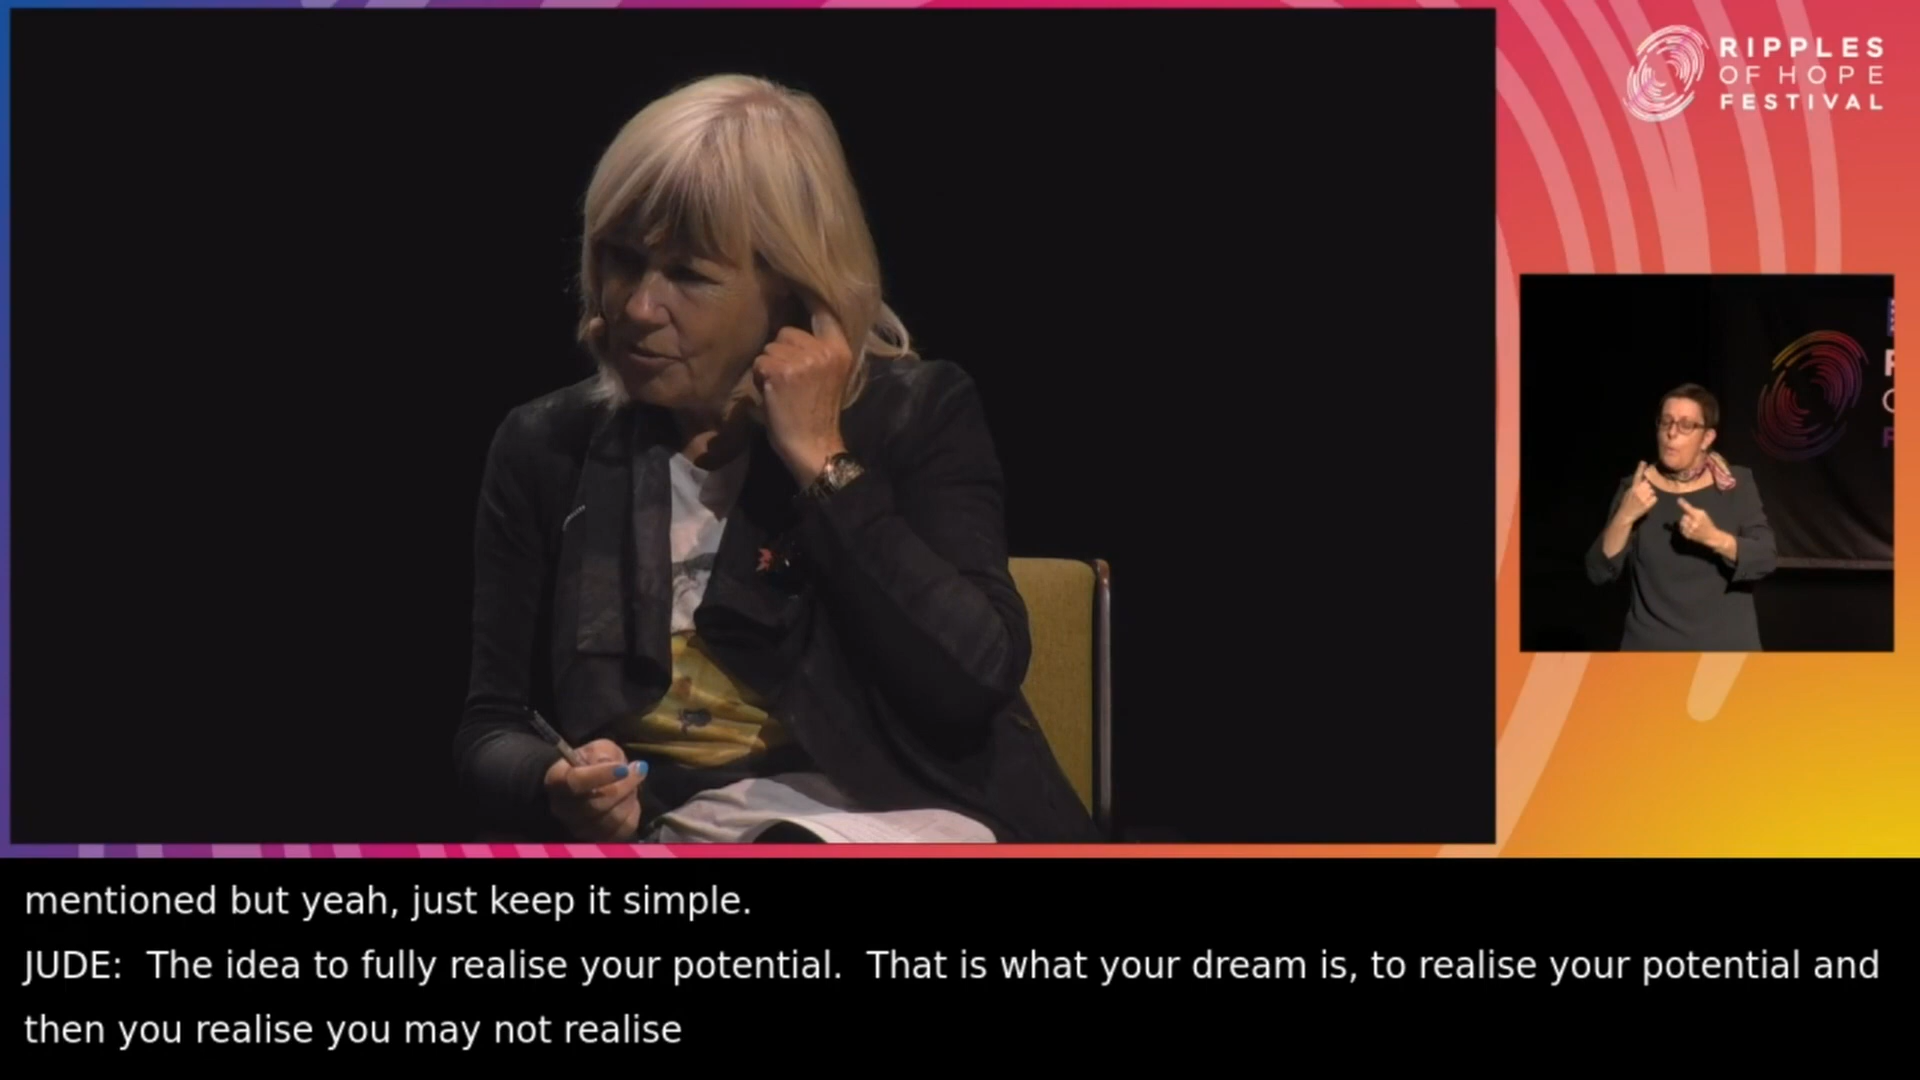 RIPPLES
OF HOPE
FESTIVAL
mentioned but yeah, just keep it simple.
JUDE:  The idea to fully realise your potential.  That is what your dream is, to realise your potential and
then you realise you may not realise